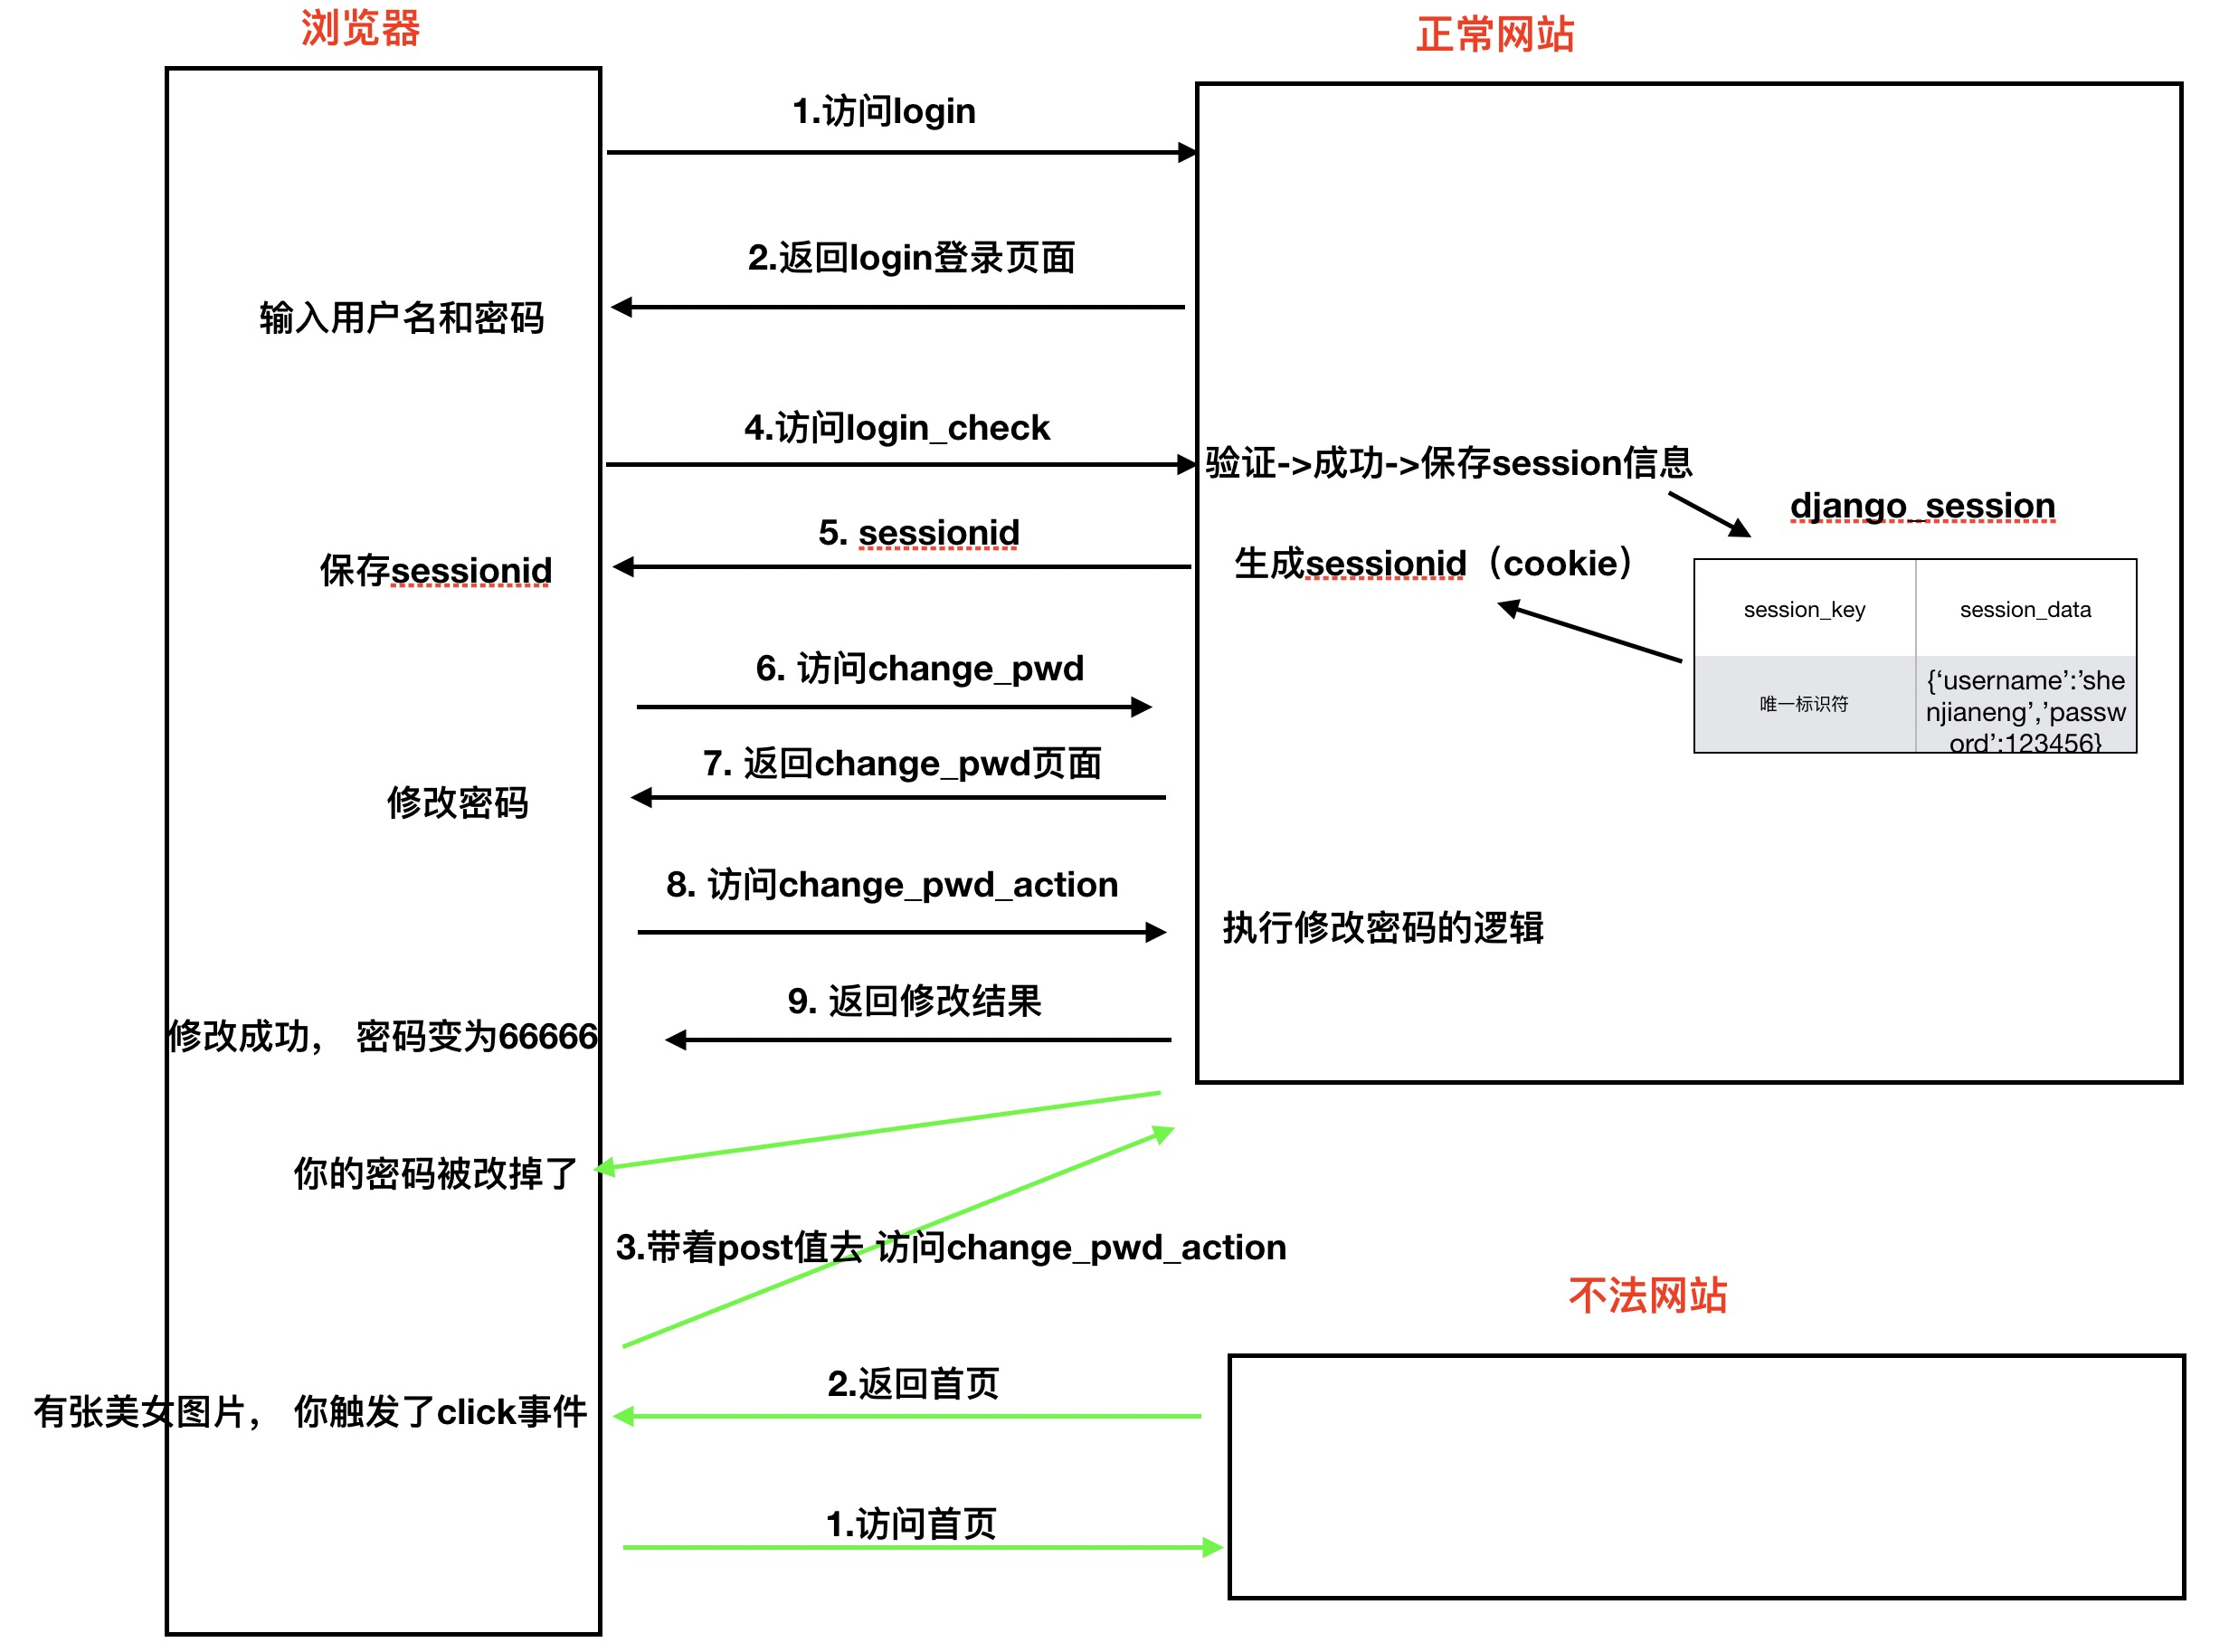 浏览器
正常网站
1.访问login
2.返回login登录页面
输入用户名和密码
4.访问login_check
验证->成功->保存session信息
django_session
5. sessionid
生成sessionid（cookie）
保存sessionid
session_key
session_data
唯一标识符
{‘username’:’she
njianeng’,’passw
ord’:123456}
6. 访问change_pwd
7. 返回change_pwd页面
修改密码
8. 访问change_pwd_action
执行修改密码的逻辑
9. 返回修改结果
修改成功， 密码变为66666
你的密码被改掉了
3.带着post值去 访问change_pwd_action
不法网站
2.返回首页
有张美女图片， 你触发了click事件
1.访问首页